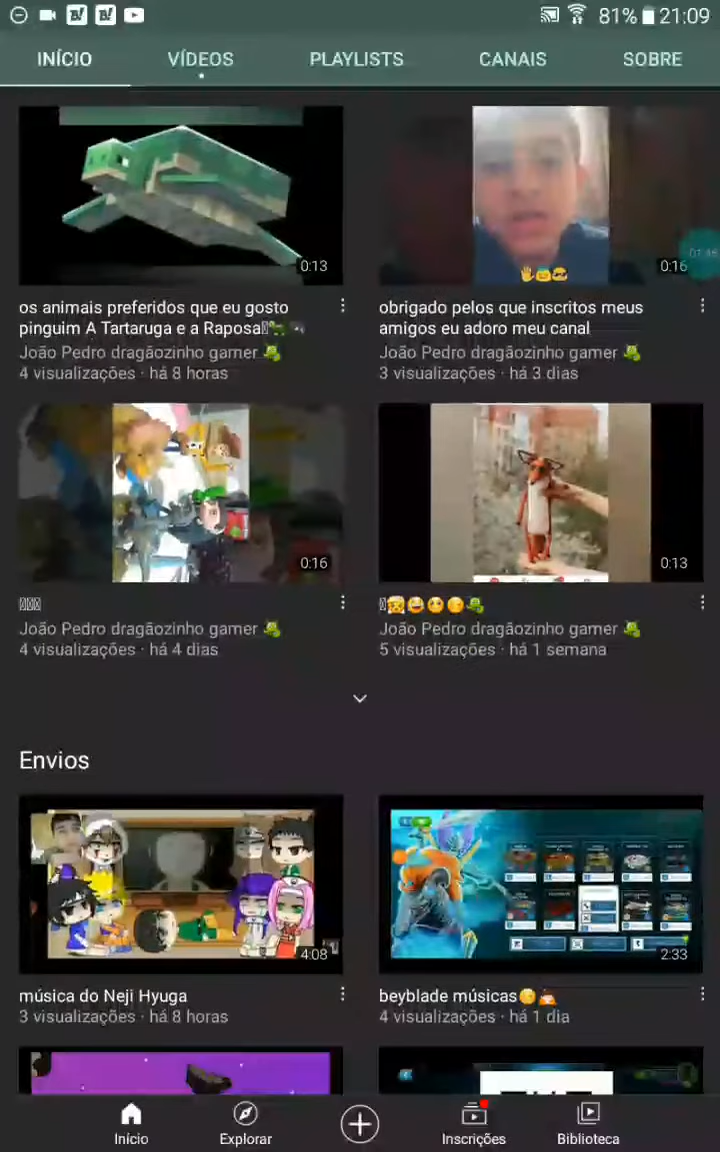 81% 21:09
INÍCIO VÍDEOS PLAYLISTS CANAIS SOBRE
0:13
01:45
0:16
os animais preferidos que eu gosto
pinguim A Tartaruga e a Raposa
João Pedro dragãozinho gamer
4 visualizações · há 8 horas
obrigado pelos que inscritos meus
amigos eu adoro meu canal
João Pedro dragãozinho gamer
3 visualizações · há 3 dias
0:16
0:13
João Pedro dragãozinho gamer
4 visualizações · há 4 dias
João Pedro dragãozinho gamer
5 visualizações · há 1 semana
Envios
4:08
2:33
música do Neji Hyuga
3 visualizações · há 8 horas
beyblade músicas
4 visualizações · há 1 dia
Início Explorar Inscrições Biblioteca